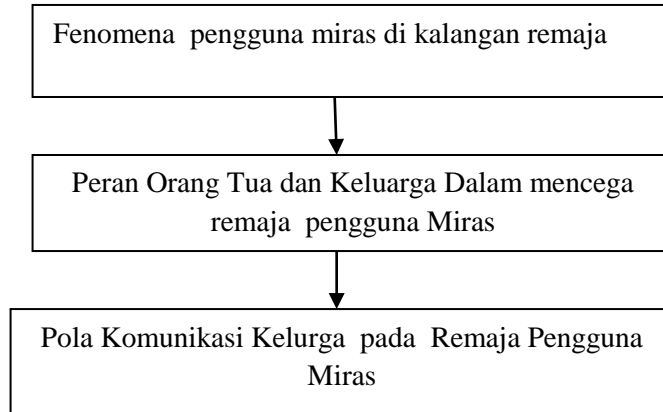 Fenomena pengguna miras di kalangan remaja
Peran Orang Tua dan Keluarga Dalam mencega
remaja pengguna Miras
Pola Komunikasi Kelurga pada Remaja Pengguna
Miras